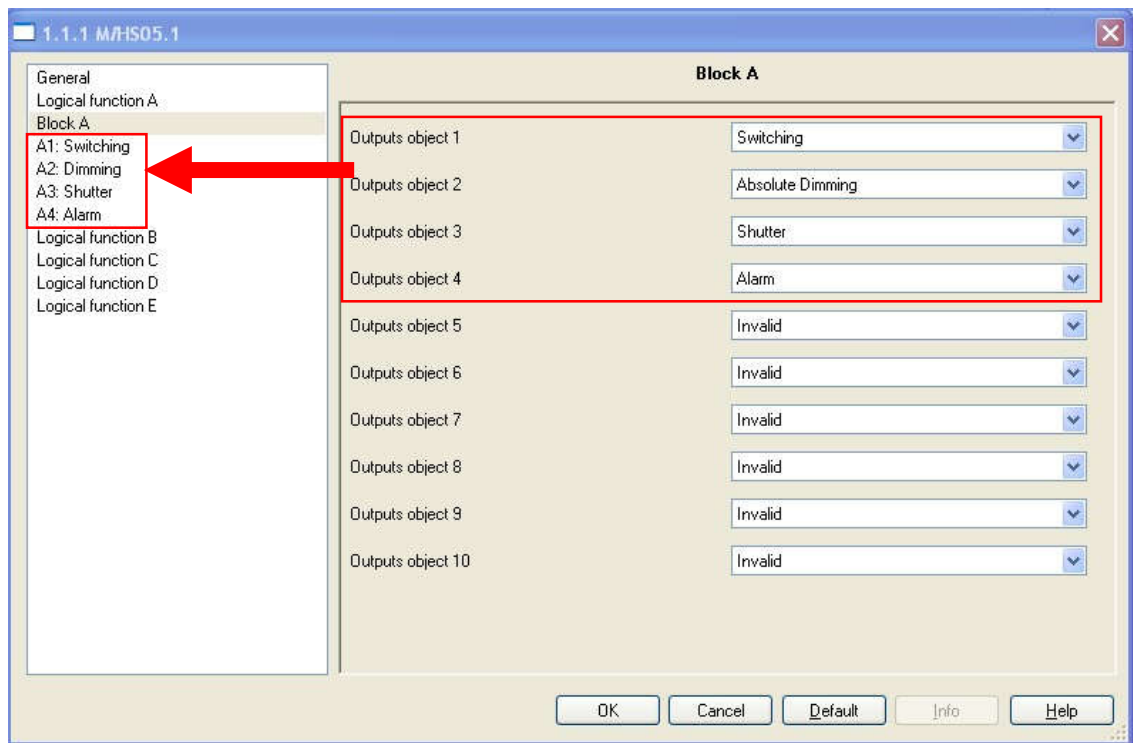 1.1.1 M/HS05.1
General
Logical function A
Block A
A1: Switching
A2: Dimming
A3: Shutter
A4: Alarm
Logical function B
Logical function C
Logical function D
Logical function E
Block A
Outputs object 1 Switching
Outputs object 2 Absolute Dimming
Outputs object 3 Shutter
Outputs object 4 Alarm
Outputs object 5 Invalid
Outputs object 6 Invalid
Outputs object 7 Invalid
Outputs object 8 Invalid
Outputs object 9 Invalid
Outputs object 10 Invalid
OK Cancel Default Info Help